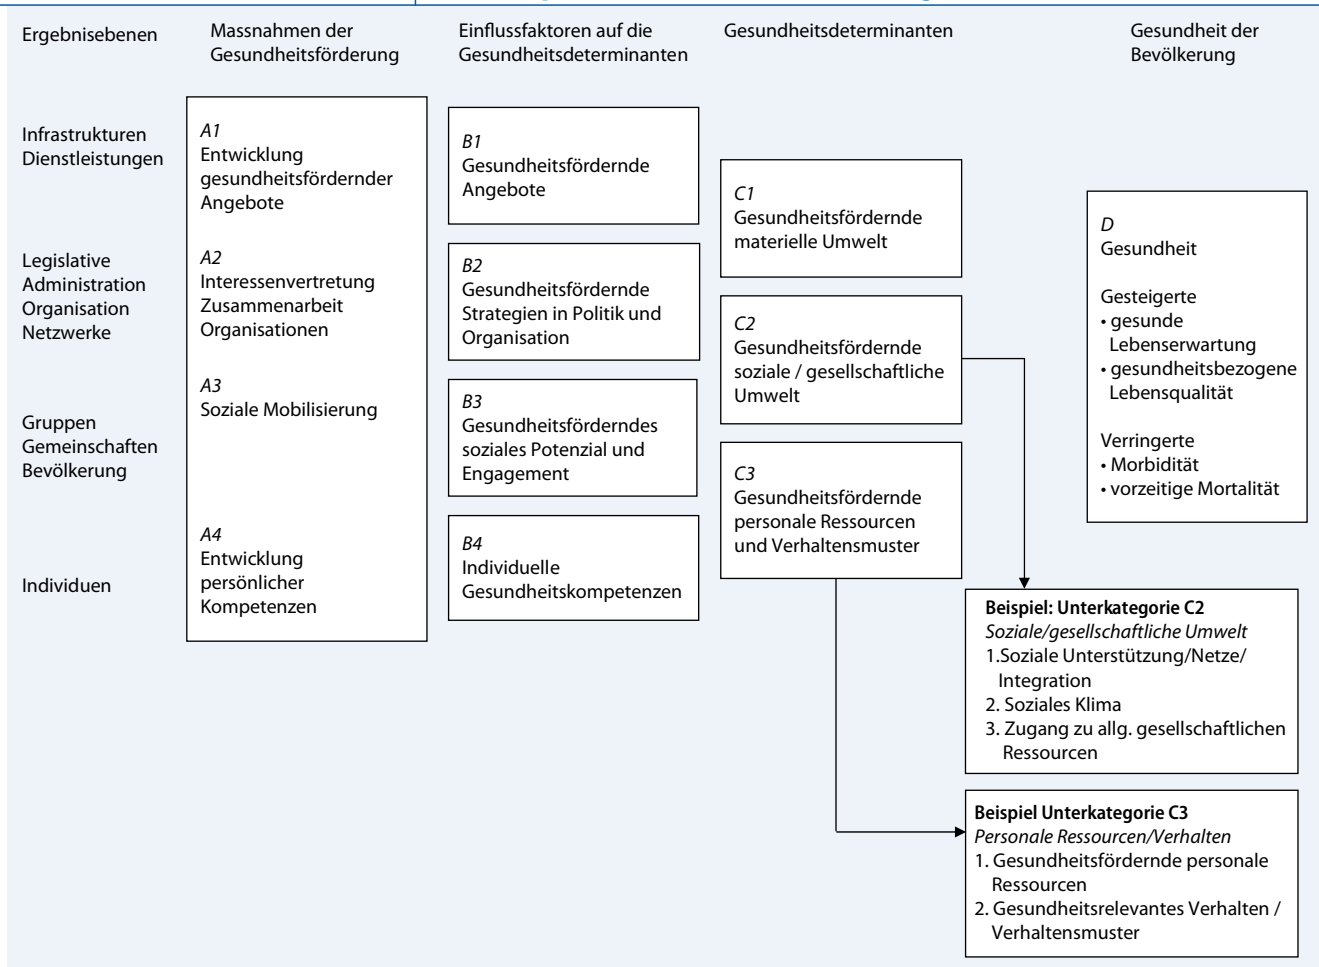 Ergebnisebenen
Massnahmen der
Gesundheitsförderung
Einflussfaktoren auf die
Gesundheitsdeterminanten
Gesundheitsdeterminanten
Gesundheit der
Bevölkerung
Infrastrukturen
Dienstleistungen
Legislative
Administration
Organisation
Netzwerke
Gruppen
Gemeinschaften
Bevölkerung
Individuen
A1
Entwicklung
gesundheitsfördernder
Angebote
A2
Interessenvertretung
Zusammenarbeit
Organisationen
A3
Soziale Mobilisierung
A4
Entwicklung
persönlicher
Kompetenzen
B1
Gesundheitsfördernde
Angebote
B2
Gesundheitsfördernde
Strategien in Politik und
Organisation
B3
Gesundheitsförderndes
soziales Potenzial und
Engagement
B4
Individuelle
Gesundheitskompetenzen
C1
Gesundheitsfördernde
materielle Umwelt
C2
Gesundheitsfördernde
soziale / gesellschaftliche
Umwelt
C3
Gesundheitsfördernde
personale Ressourcen
und Verhaltensmuster
D
Gesundheit
Gesteigerte
• gesunde
Lebenserwartung
• gesundheitsbezogene
Lebensqualität
Verringerte
• Morbidität
• vorzeitige Mortalität
Beispiel: Unterkategorie C2
Soziale/gesellschaftliche Umwelt
1.Soziale Unterstützung/Netze/
Integration
2. Soziales Klima
3. Zugang zu allg. gesellschaftlichen
Ressourcen
Beispiel Unterkategorie C3
Personale Ressourcen/Verhalten
1. Gesundheitsfördernde personale
Ressourcen
2. Gesundheitsrelevantes Verhalten /
Verhaltensmuster